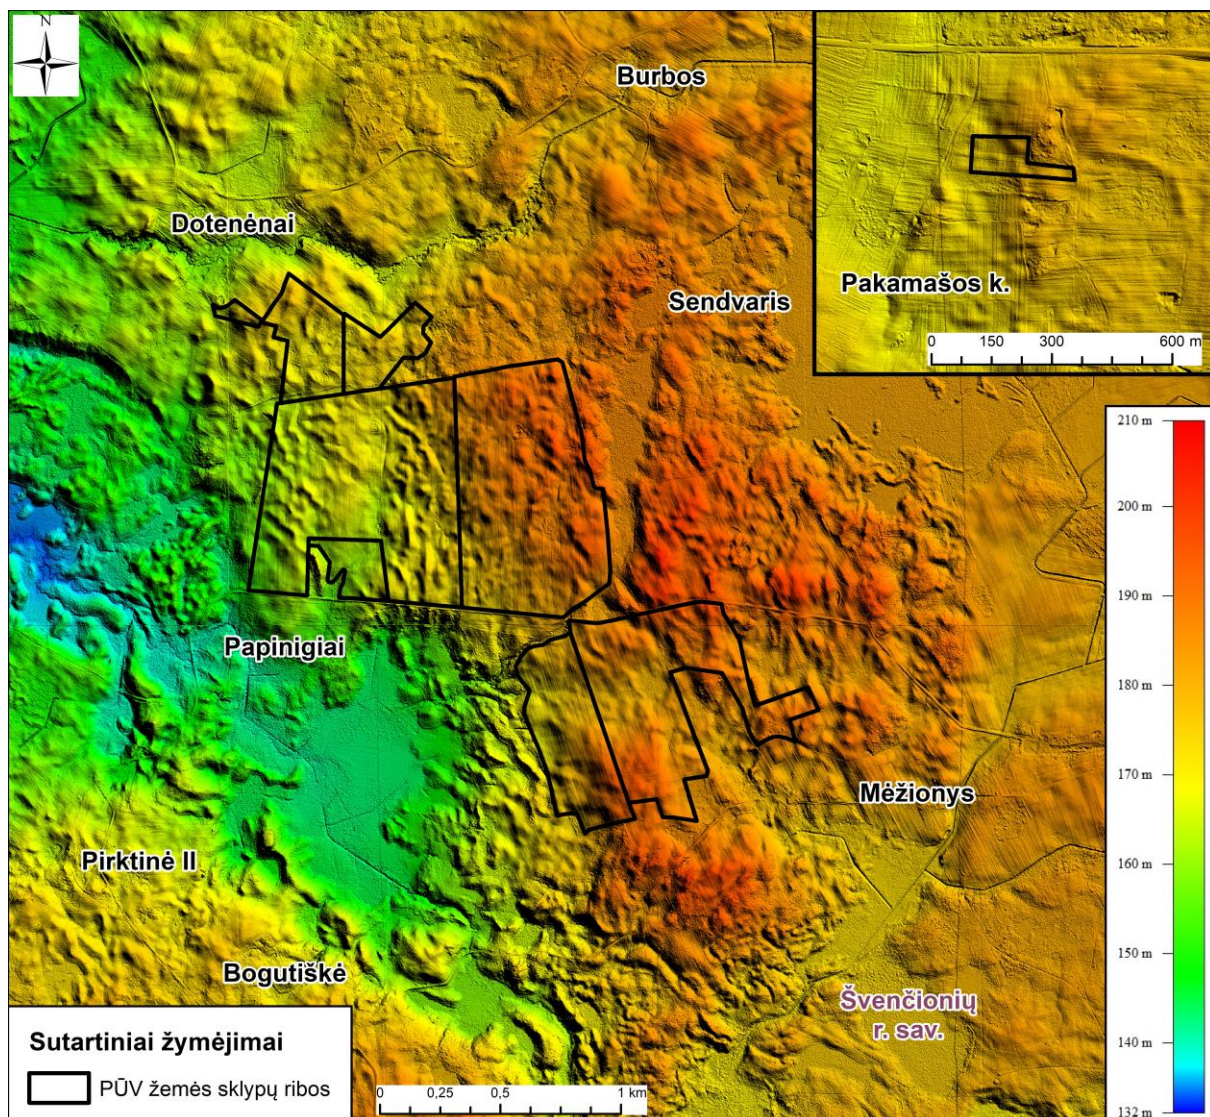 N
Burbos
Dotenėnai
Sendvaris
Pakamašos k.
0 150 300 600 m
210 m
200 m
190 m
180 m
170 m
160 m
150 m
140 m
132 m
Papinigiai
Mėžionys
Pirktinė II
Bogutiškė
Švenčionių
r. sav.
Sutartiniai žymėjimai
PŪV žemės sklypų ribos
0 0,25 0,5 1 km